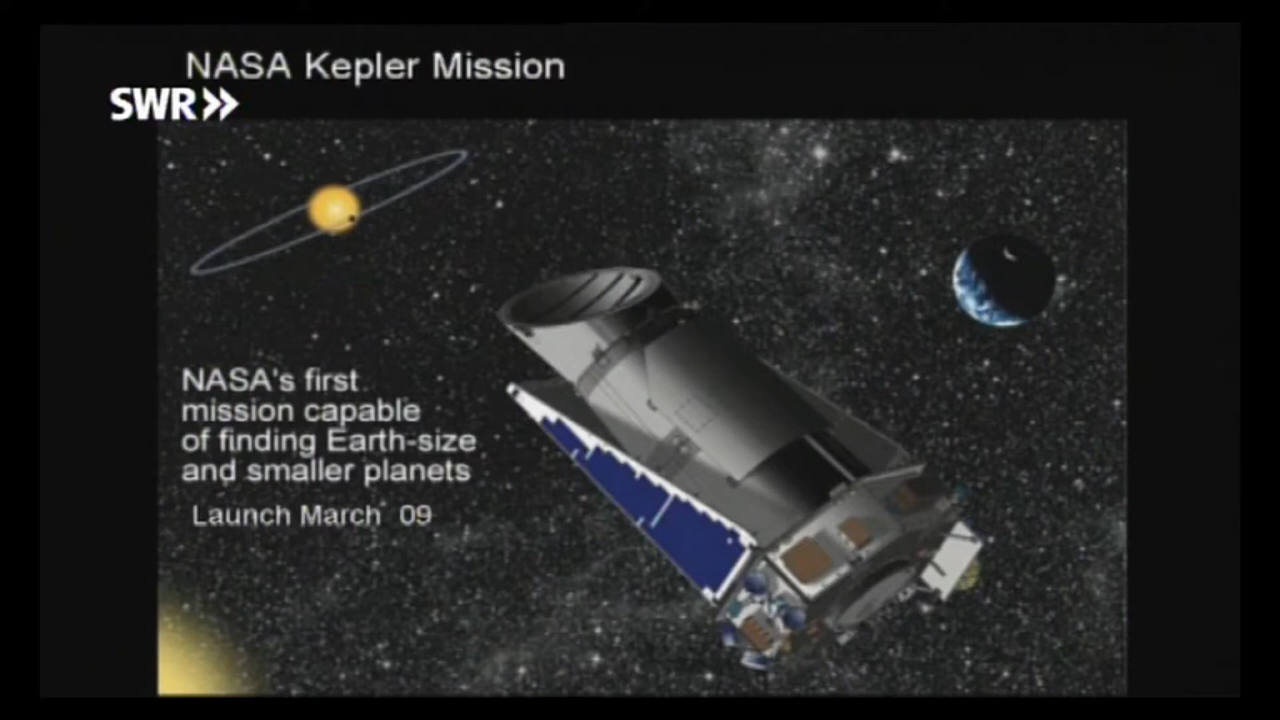 NASA Kepler Mission
SWR»
NASA's first
mission capable
of finding Earth-size
and smaller planets
Launch March 09